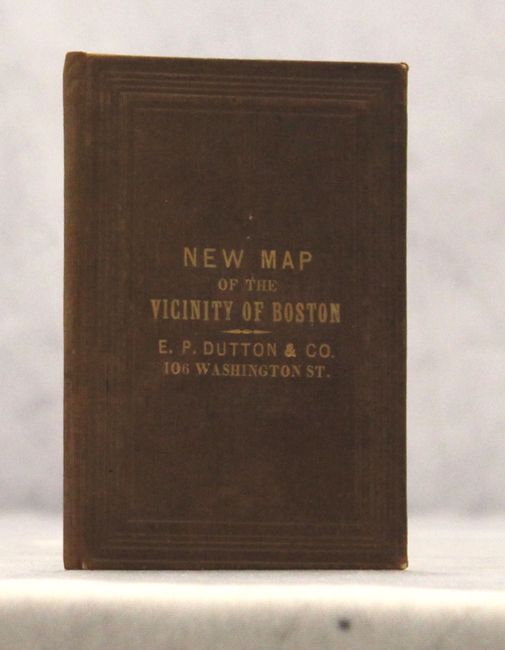 NEW MAP
OF THE
VICINITY OF BOSTON
E. P. DUTTON & CO.
106 WASHINGTON ST.